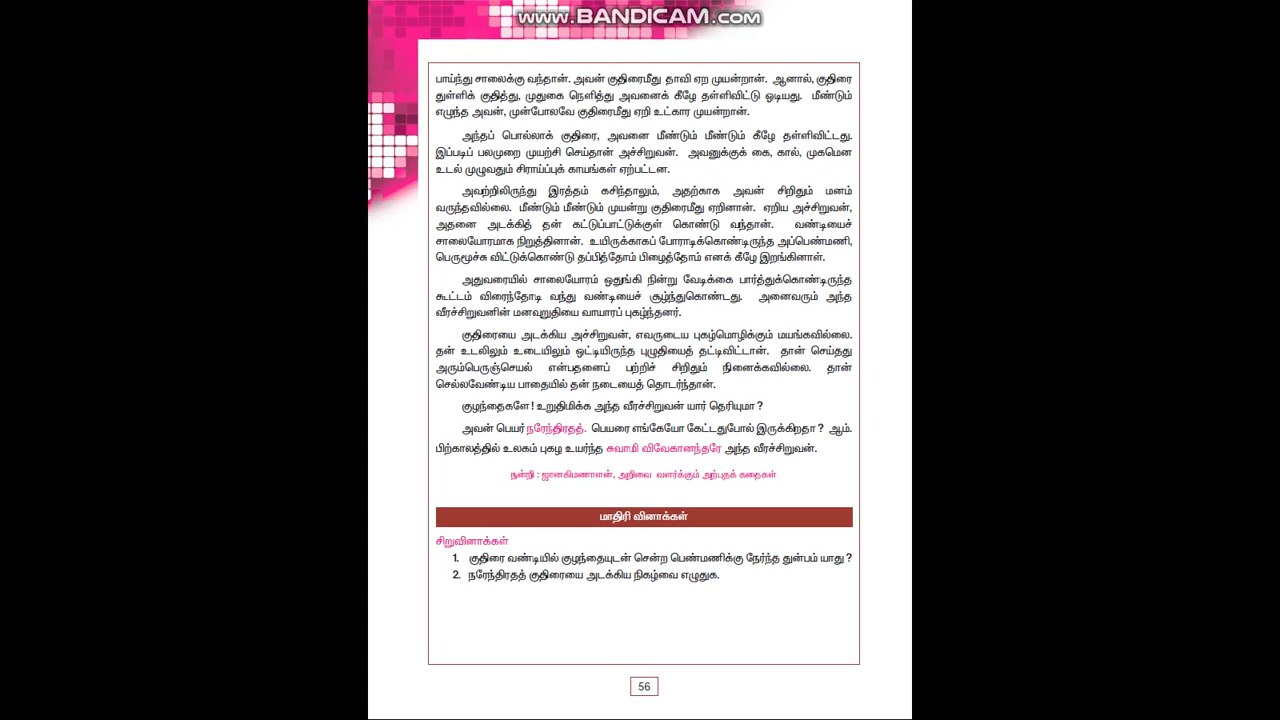 www.BANDICAM.com
பாய்ந்து சாலைக்கு வந்தான். அவன் குதிரைமீது தாவி ஏற முயன்றான். ஆனால், குதிரை
துள்ளிக் குதித்து, முதுகை நெளித்து அவனைக் கீழே தள்ளிவிட்டு ஓடியது. மீண்டும்
எழுந்த அவன், முன்போலவே குதிரைமீது ஏறி உட்கார முயன்றான்.
அந்தப் பொல்லாக் குதிரை, அவனை மீண்டும் மீண்டும் கீழே தள்ளிவிட்டது.
இப்படிப் பலமுறை முயற்சி செய்தான் அச்சிறுவன். அவனுக்குக் கை, கால், முகமென
உடல் முழுவதும் சிராய்ப்புக் காயங்கள் ஏற்பட்டன.
அவற்றிலிருந்து இரத்தம் கசிந்தாலும், அதற்காக அவன் சிறிதும் மனம்
வருந்தவில்லை. மீண்டும் மீண்டும் முயன்று குதிரைமீது ஏறினான். ஏறிய அச்சிறுவன்,
அதனை அடக்கித் தன் கட்டுப்பாட்டுக்குள் கொண்டு வந்தான். வண்டியைச்
சாலையோரமாக நிறுத்தினான். உயிருக்காகப் போராடிக்கொண்டிருந்த அப்பெண்மணி,
பெருமூச்சு விட்டுக்கொண்டு தப்பித்தோம் பிழைத்தோம் எனக் கீழே இறங்கினாள்.
அதுவரையில் சாலையோரம் ஒதுங்கி நின்று வேடிக்கை பார்த்துக்கொண்டிருந்த
கூட்டம் விரைந்தோடி வந்து வண்டியைச் சூழ்ந்துகொண்டது. அனைவரும் அந்த
வீரச்சிறுவனின் மனவுறுதியை வாயாரப் புகழ்ந்தனர்.
குதிரையை அடக்கிய அச்சிறுவன், எவருடைய புகழ்மொழிக்கும் மயங்கவில்லை.
தன் உடலிலும் உடையிலும் ஒட்டியிருந்த புழுதியைத் தட்டிவிட்டான். தான் செய்தது
அரும்பெருஞ்செயல் என்பதனைப் பற்றிச் சிறிதும் நினைக்கவில்லை. தான்
செல்லவேண்டிய பாதையில் தன் நடையைத் தொடர்ந்தான்.
குழந்தைகளே ! உறுதிமிக்க அந்த வீரச்சிறுவன் யார் தெரியுமா ?
அவன் பெயர் நரேந்திரதத். பெயரை எங்கேயோ கேட்டதுபோல் இருக்கிறதா ? ஆம்.
பிற்காலத்தில் உலகம் புகழ உயர்ந்த சுவாமி விவேகானந்தரே அந்த வீரச்சிறுவன்.
நன்றி : ஜானகிமணாளன், அறிவை வளர்க்கும் அற்புதக் கதைகள்
மாதிரி வினாக்கள்
சிறுவினாக்கள்
1. குதிரை வண்டியில் குழந்தையுடன் சென்ற பெண்மணிக்கு நேர்ந்த துன்பம் யாது ?
2. நரேந்திரதத் குதிரையை அடக்கிய நிகழ்வை எழுதுக.
56